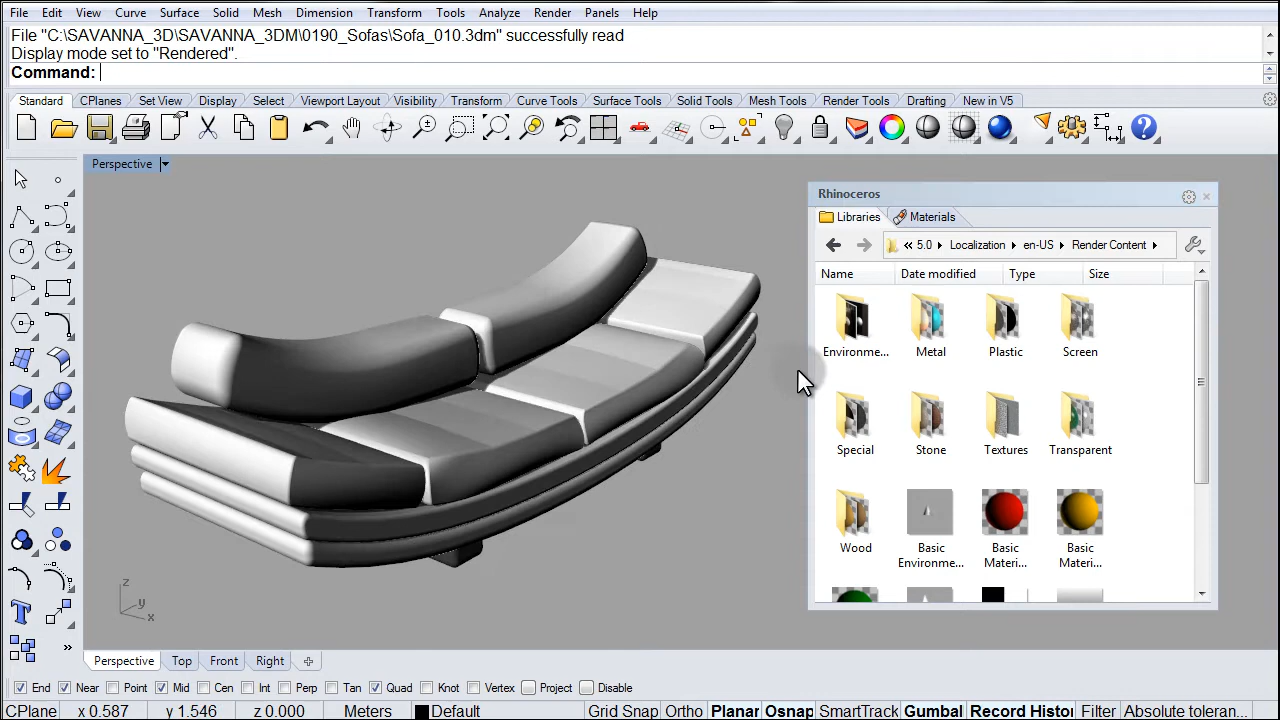 File Edit View Curve Surface Solid Mesh Dimension Transform Tools Analyze Render Panels Help
File "C:\SAVANNA_3D\SAVANNA_3DM\0190_Sofas\Sofa_010.3dm" successfully read
Display mode set to "Rendered".
Command:
Standard CPlanes Set View Display Select Viewport Layout Visibility Transform Curve Tools Surface Tools Solid Tools Mesh Tools Render Tools Drafting New in V5
Perspective
Rhinoceros
Libraries Materials
« 5.0 Localization en-US Render Content
Name Date modified Type Size
Environme... Metal Plastic Screen
Special Stone Textures Transparent
Wood Basic Environme... Basic Materi... Basic Materi...
z
y
x
Perspective Top Front Right
End Near Point Mid Cen Int Perp Tan Quad Knot Vertex Project Disable
CPlane x 0.587 y 1.546 z 0.000 Meters Default Grid Snap Ortho Planar Osnap SmartTrack Gumbal Record History Filter Absolute toleran...